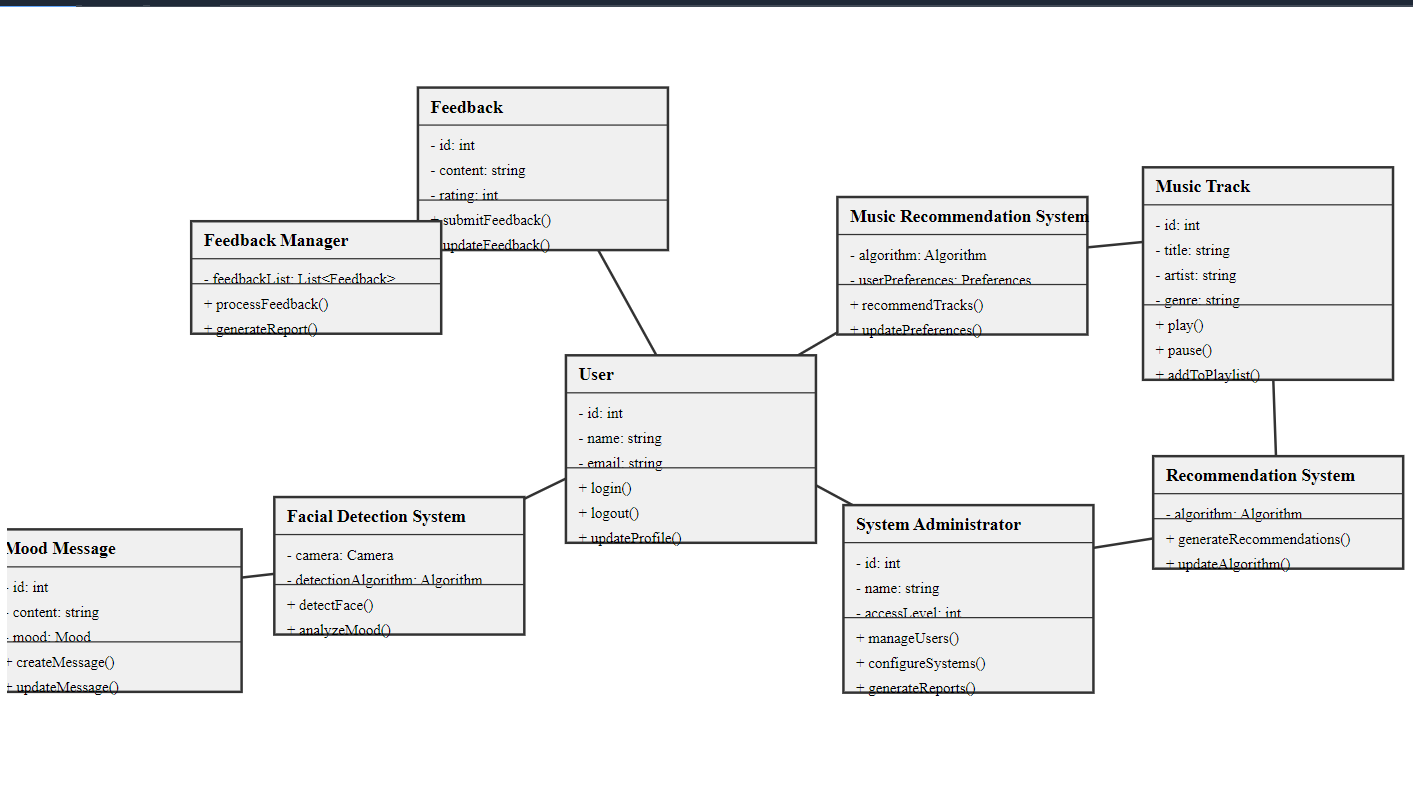 Feedback
- id: int
- content: string
- rating: int
+ submitFeedback()
updateFeedback()
Feedback Manager
- feedbackList: List<Feedback>
+ processFeedback()
+ generateReport()
Music Recommendation System
- algorithm: Algorithm
- userPreferences: Preferences
+ recommendTracks()
+ updatePreferences()
Music Track
- id: int
- title: string
- artist: string
- genre: string
+ play()
+ pause()
+ addToPlaylist()
User
- id: int
- name: string
- email: string
+ login()
+ logout()
+ updateProfile()
Recommendation System
- algorithm: Algorithm
+ generateRecommendations()
+ updateAlgorithm()
Facial Detection System
- camera: Camera
- detectionAlgorithm: Algorithm
+ detectFace()
+ analyzeMood()
System Administrator
- id: int
- name: string
- accessLevel: int
+ manageUsers()
+ configureSystems()
+ generateReports()
Mood Message
- id: int
- content: string
- mood: Mood
+ createMessage()
+ updateMessage()